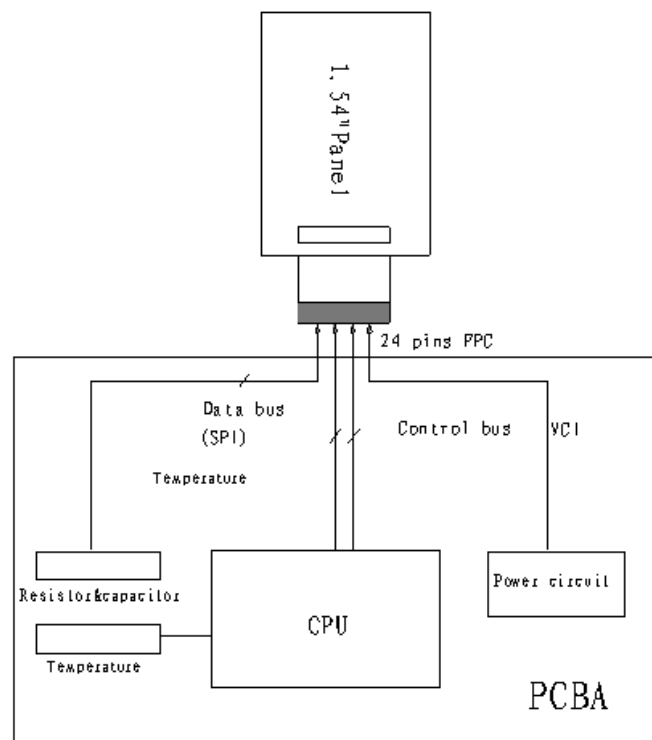 1.54"Panel
24 pins FPC
Data bus
(SPI)
Control bus
VCI
Temperature
Resistor&capacitor
CPU
Power circuit
Temperature
PCBA